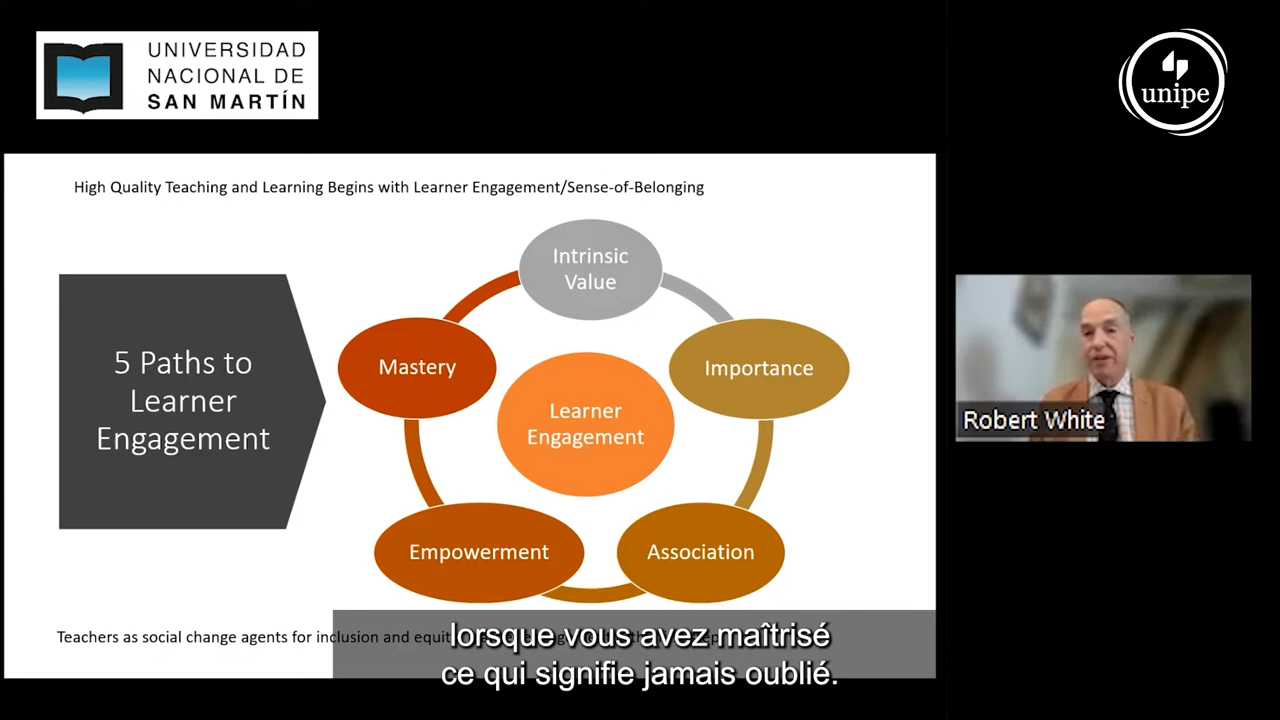 UNIVERSIDAD
NACIONAL DE
SAN MARTÍN
unipe
High Quality Teaching and Learning Begins with Learner Engagement/Sense-of-Belonging
5 Paths to
Learner
Engagement
Intrinsic
Value
Mastery
Importance
Learner
Engagement
Empowerment
Association
Robert White
Teachers as social change agents for inclusion and
lorsque vous avez maîtrisé
ce qui signifie jamais oublié.